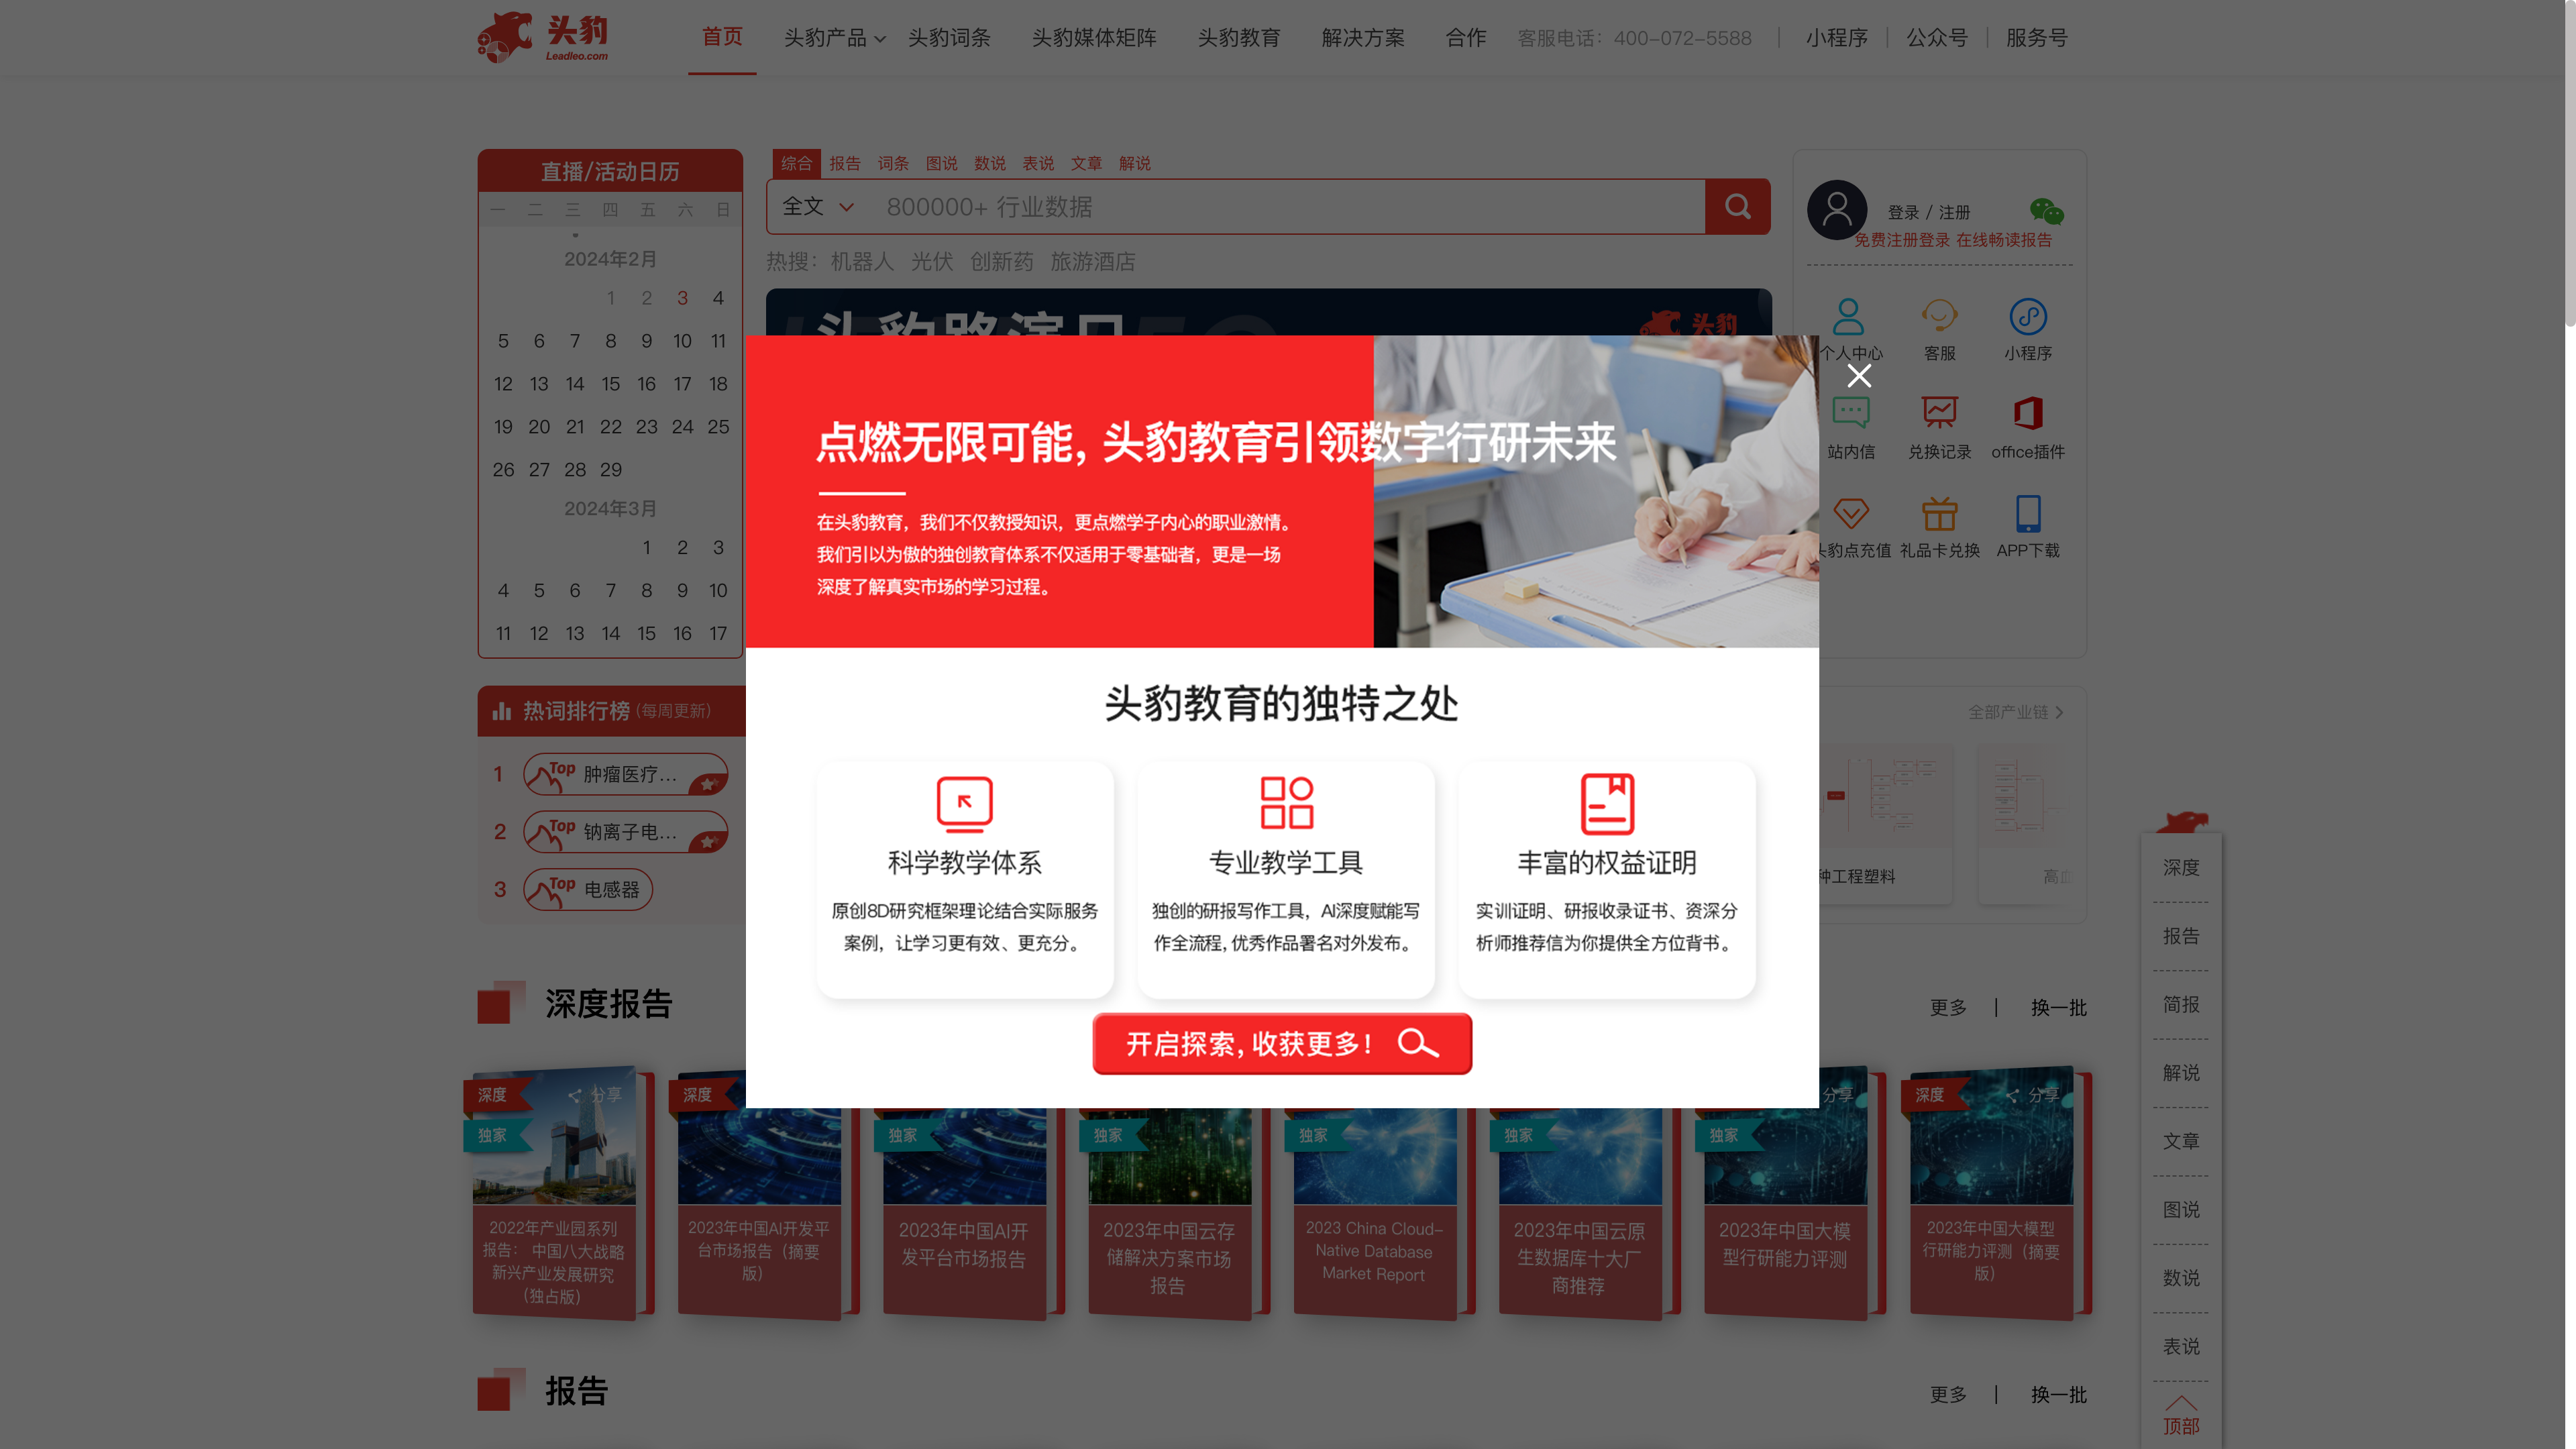 头豹
Leadleo.com
首页
头豹产品
头豹词条
头豹媒体矩阵
头豹教育
解决方案
合作
客服电话：400-072-5588
小程序
公众号
服务号
直播/活动日历
一 二 三 四 五 六 日
2024年2月
1 2 3 4
5 6 7 8 9 10 11
12 13 14 15 16 17 18
19 20 21 22 23 24 25
26 27 28 29
2024年3月
1 2 3
4 5 6 7 8 9 10
11 12 13 14 15 16 17
综合 报告 词条 图说 数说 表说 文章 解说
全文
800000+ 行业数据
热搜： 机器人 光伏 创新药 旅游酒店
头豹路演日
头豹
登录 / 注册
免费注册登录 在线畅读报告
个人中心 客服 小程序
站内信 兑换记录 office插件
头豹点充值 礼品卡兑换 APP下载
点燃无限可能，头豹教育引领数字行研未来
在头豹教育，我们不仅教授知识，更点燃学子内心的职业激情。
我们引以为傲的独创教育体系不仅适用于零基础者，更是一场
深度了解真实市场的学习过程。
头豹教育的独特之处
科学教学体系
原创8D研究框架理论结合实际服务
案例，让学习更有效、更充分。
专业教学工具
独创的研报写作工具，AI深度赋能写
作全流程，优秀作品署名对外发布。
丰富的权益证明
实训证明、研报收录证书、资深分
析师推荐信为你提供全方位背书。
开启探索，收获更多！
热词排行榜 (每周更新)
1 Top 肿瘤医疗...
2 Top 钠离子电...
3 Top 电感器
全部产业链
种工程塑料
高血
深度报告
更多 | 换一批
深度 分享
独家
2022年产业园系列
报告： 中国八大战略
新兴产业发展研究
（独占版）
深度
2023年中国AI开发平
台市场报告（摘要
版）
独家
2023年中国AI开
发平台市场报告
独家
2023年中国云存
储解决方案市场
报告
独家
2023 China Cloud-
Native Database
Market Report
独家
2023年中国云原
生数据库十大厂
商推荐
分享
独家
2023年中国大模
型行研能力评测
深度 分享
2023年中国大模型
行研能力评测（摘要
版）
报告
更多 | 换一批
深度
报告
简报
解说
文章
图说
数说
表说
顶部